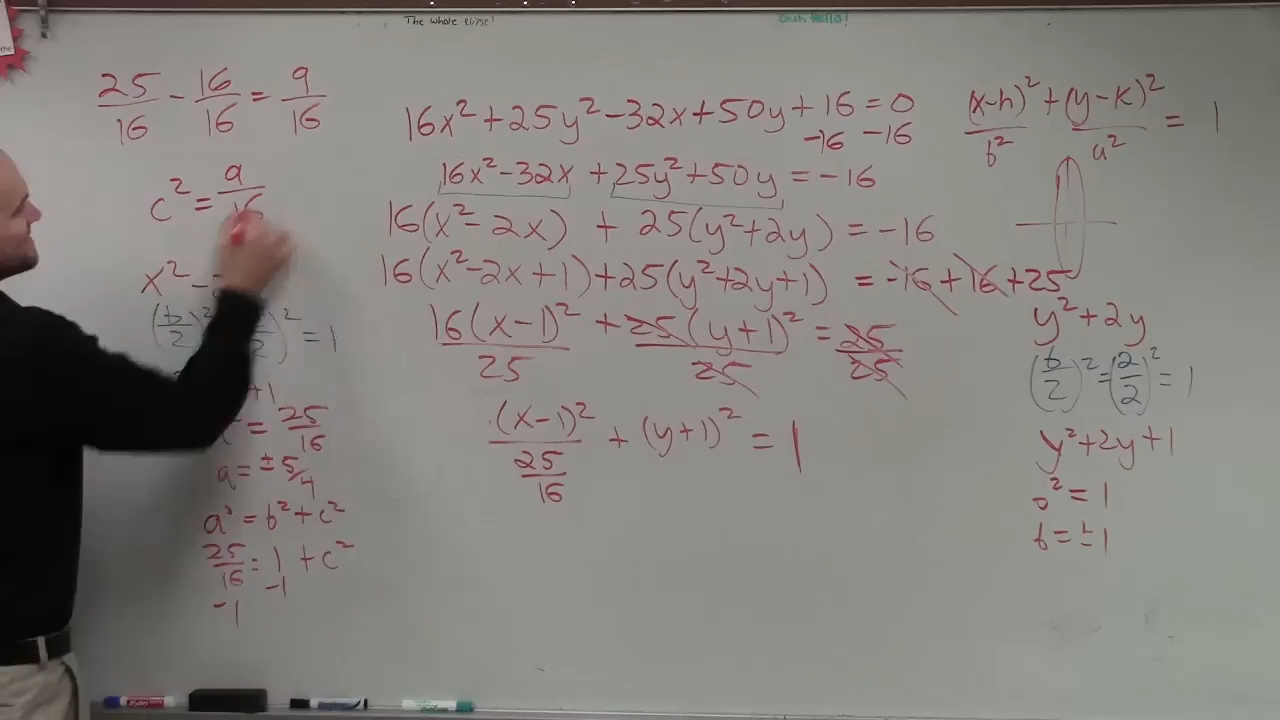 The whole elipse!
25/16 - 16/16 = 9/16
c² = 9/16
x² -
(b/2)² )² = 1
+1
= 25/16
a = ±5/4
a² = b² + c²
25/16 = 1 + c²
-1 -1
16x² + 25y² - 32x + 50y + 16 = 0
-16 -16
16x² - 32x + 25y² + 50y = -16
16(x² - 2x) + 25(y² + 2y) = -16
16(x² - 2x + 1) + 25(y² + 2y + 1) = -16 + 16 + 25
16(x - 1)²/25 + 25(y + 1)²/25 = 25/25
(x - 1)²/(25/16) + (y + 1)² = 1
(x-h)²/b² + (y-k)²/a² = 1
y² + 2y
(b/2)² = (2/2)² = 1
y² + 2y + 1
b² = 1
b = ±1